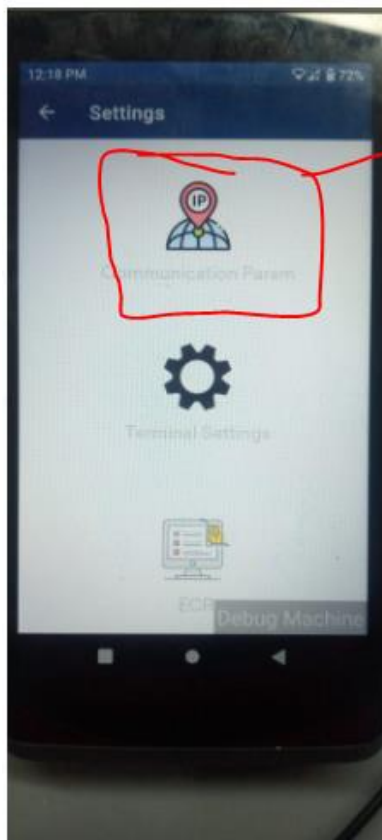 12:18 PM 72%
← Settings
IP
Communication Param
Terminal Settings
ECR
Debug Machine